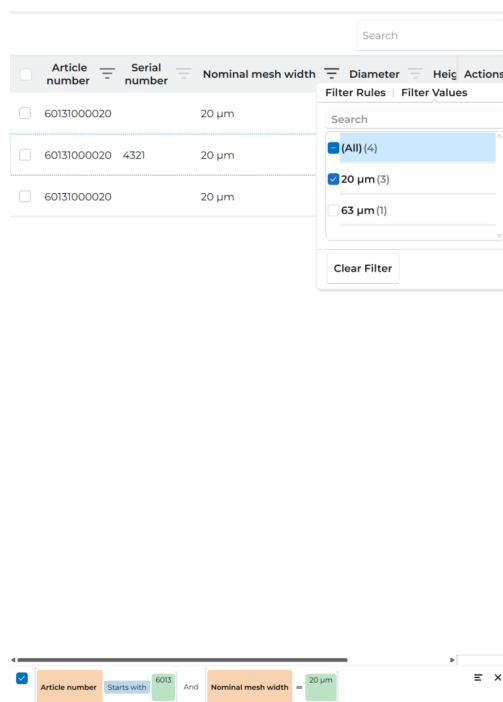 Search
Article number
Serial number
Nominal mesh width
Diameter
Heig
Actions
Filter Rules
Filter Values
60131000020 20 µm
Search
(All) (4)
60131000020 4321 20 µm
20 µm (3)
60131000020 20 µm
63 µm (1)
Clear Filter
Article number Starts with 6013 And Nominal mesh width = 20 µm